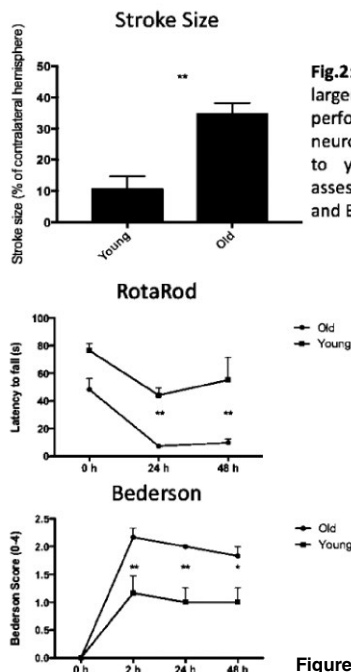 Stroke Size
Stroke size (% of contralateral hemisphere)
50
40
30
20
10
0
**
Young
Old
Fig.2:
larger
perfo
neuro
to y
asses
and B
RotaRod
Latency to fall (s)
100
80
60
40
20
0
**
**
0 h
24 h
48 h
Old
Young
Bederson
Bederson Score (0-4)
2.5
2.0
1.5
1.0
0.5
0.0
**
**
*
0 h
2 h
24 h
48 h
Old
Young
Figure